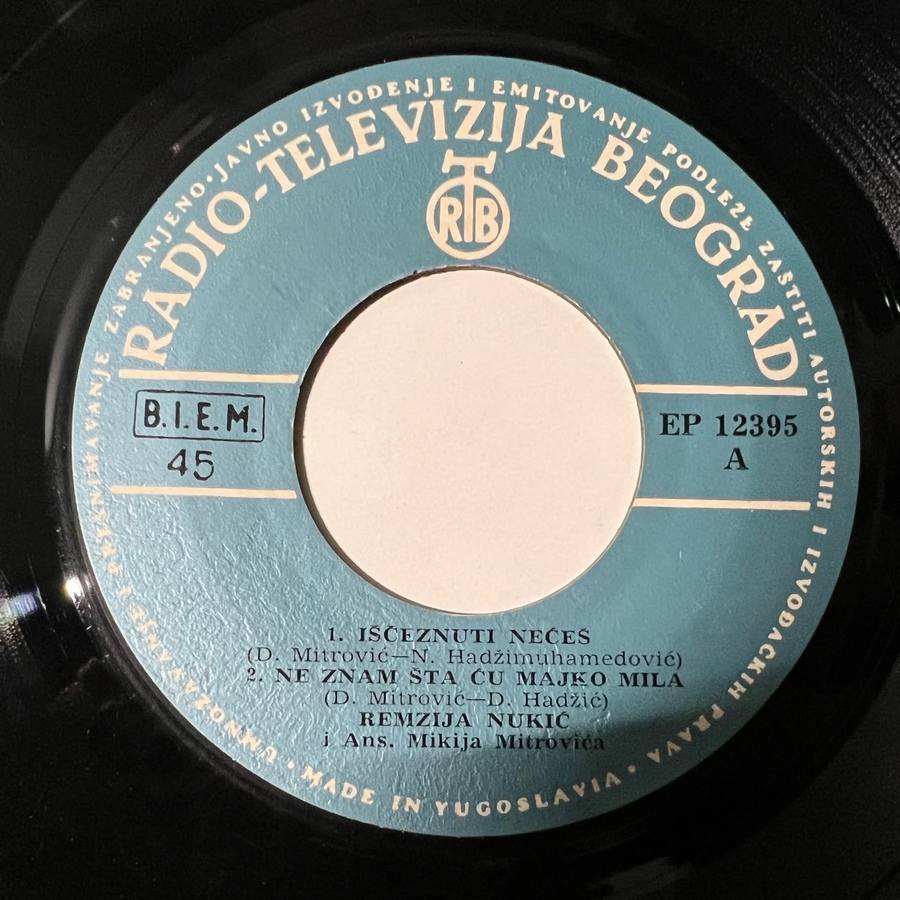 UMNOŽAVANJE I PRESNIMAVANJE ZABRANJENO · JAVNO IZVOĐENJE I EMITOVANJE PODLEŽE ZAŠTITI AUTORSKIH I IZVOĐAČKIH PRAVA
RADIO-TELEVIZIJA BEOGRAD
RTB
B.I.E.M.
45
EP 12395
A
1. IŠČEZNUTI NEĆEŠ
(D. Mitrović—N. Hadžimuhamedović)
2. NE ZNAM ŠTA ĆU MAJKO MILA
(D. Mitrović—D. Hadžić)
REMZIJA NUKIĆ
i Ans. Mikija Mitrovića
· MADE IN YUGOSLAVIA ·